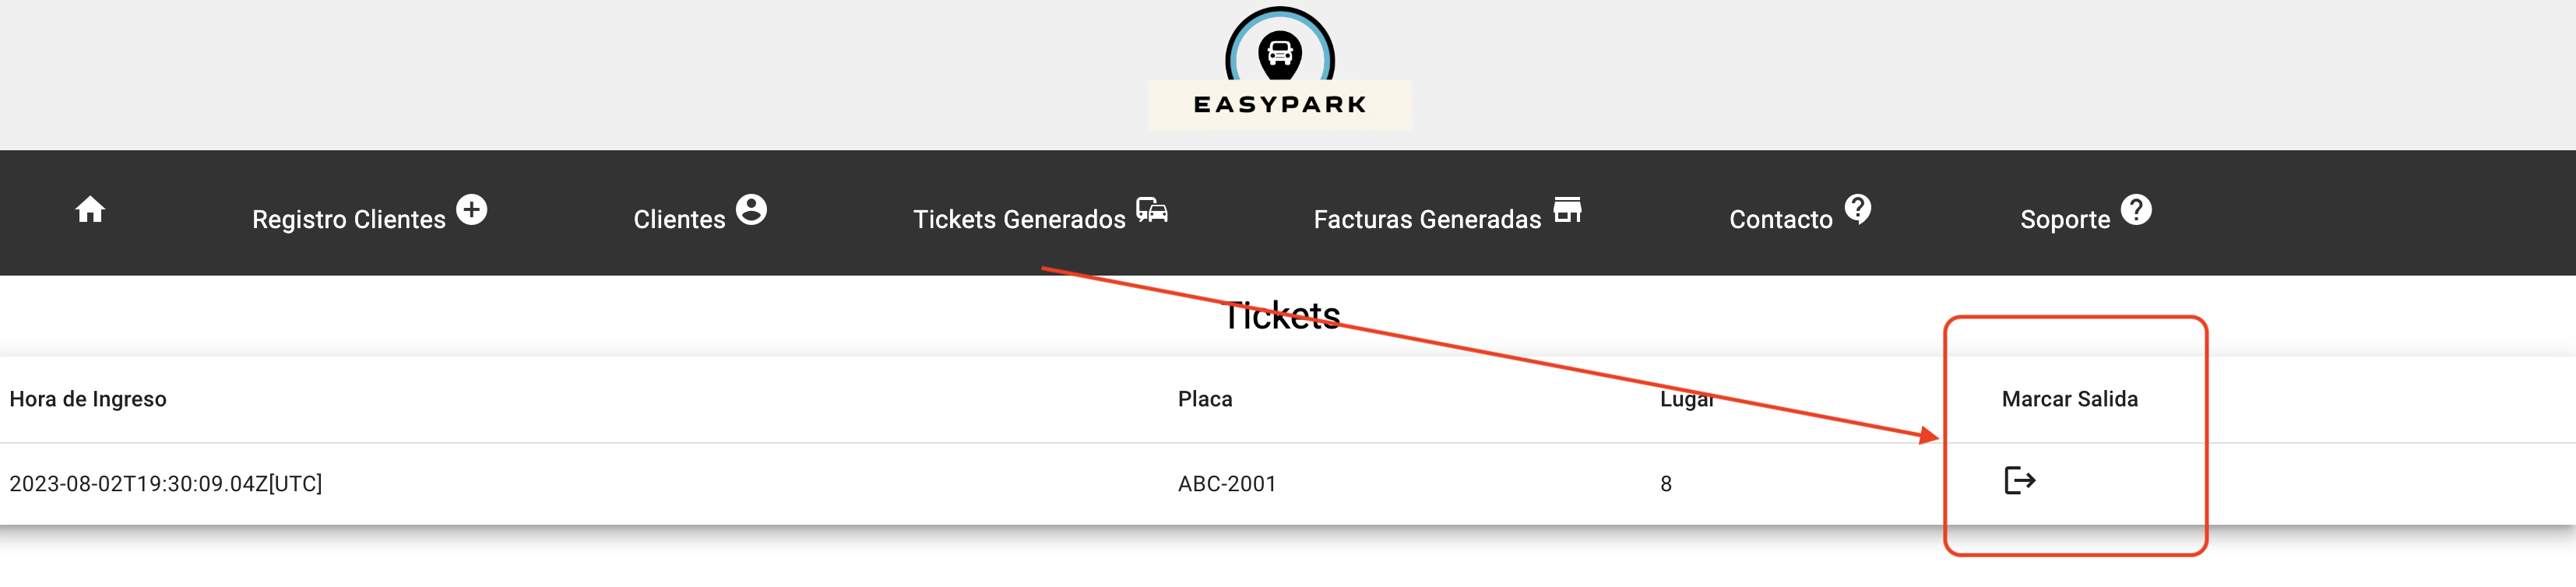 EASYPARK
Registro Clientes
Clientes
Tickets Generados
Facturas Generadas
Contacto
Soporte
Tickets
Hora de Ingreso Placa Lugar Marcar Salida
2023-08-02T19:30:09.04Z[UTC] ABC-2001 8